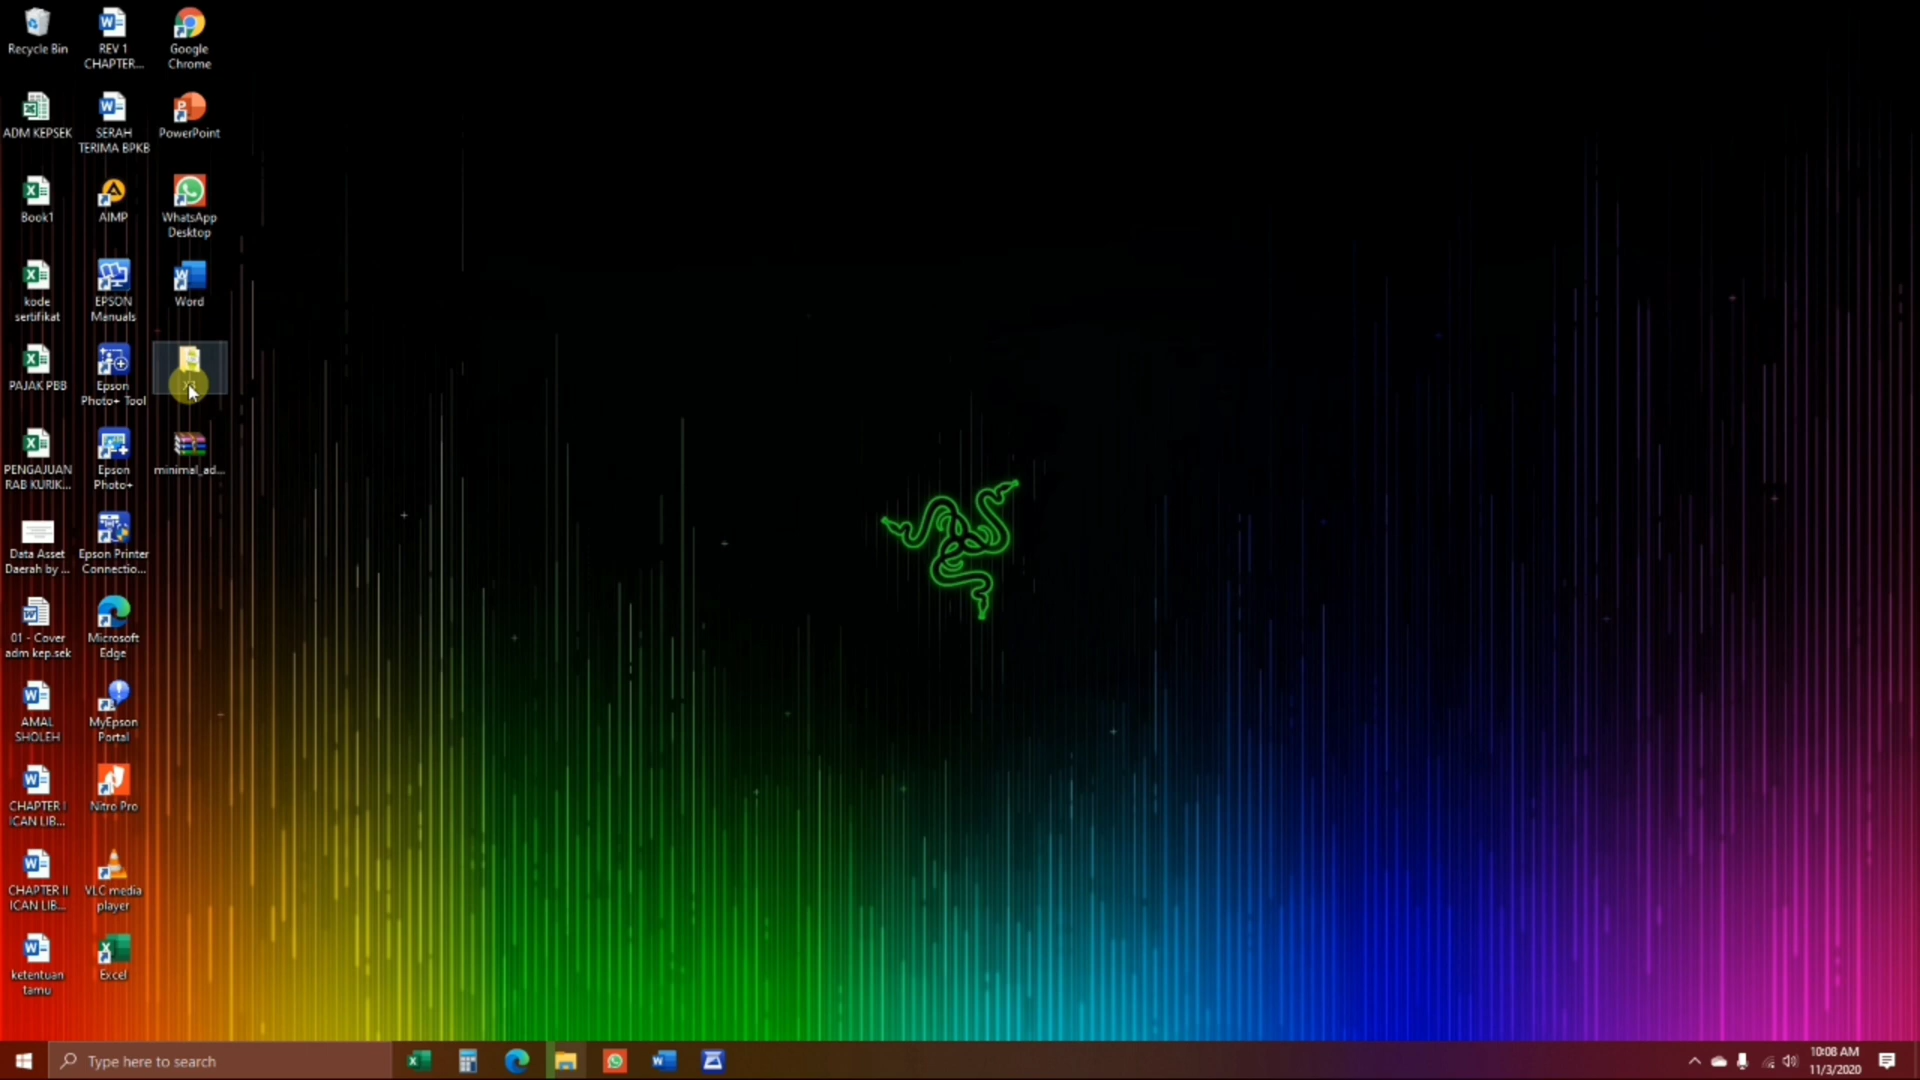 Recycle Bin
REV 1
CHAPTER...
Google
Chrome
ADM KEPSEK
SERAH
TERIMA BPKB
PowerPoint
Book1
AIMP
WhatsApp
Desktop
kode
sertifikat
EPSON
Manuals
Word
PAJAK PBB
Epson
Photo+ Tool
PENGAJUAN
RAB KURIK...
Epson
Photo+
minimal_ad...
Data Asset
Daerah by ...
Epson Printer
Connectio...
01 - Cover
adm kep.sek
Microsoft
Edge
AMAL
SHOLEH
MyEpson
Portal
CHAPTER I
ICAN LIB...
Nitro Pro
CHAPTER II
ICAN LIB...
VLC media
player
ketentuan
tamu
Excel
Type here to search
10:08 AM
11/3/2020